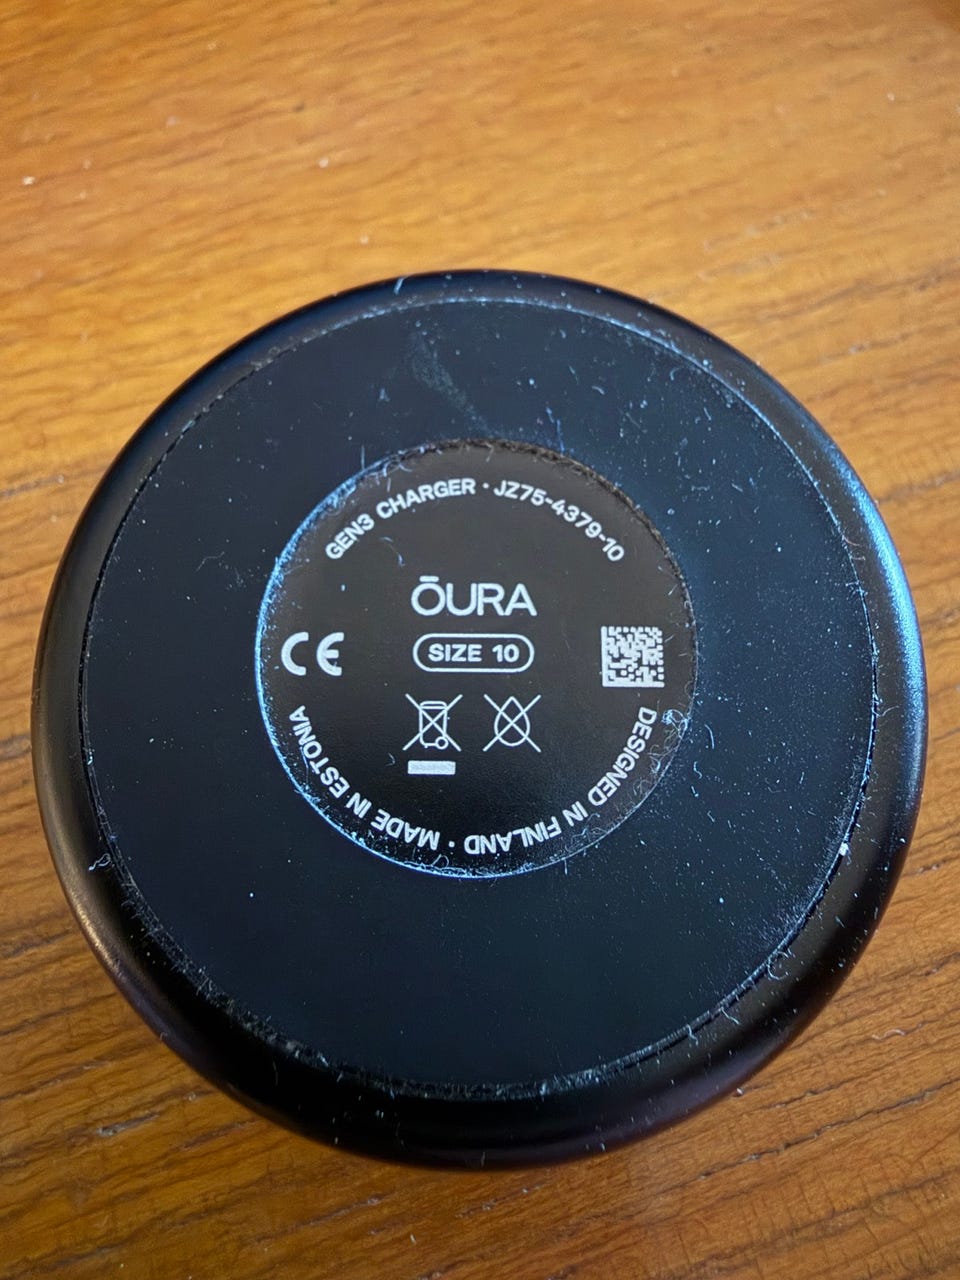 GEN3 CHARGER · JZ75-4379-10
ŌURA
CE
SIZE 10
DESIGNED IN FINLAND · MADE IN ESTONIA